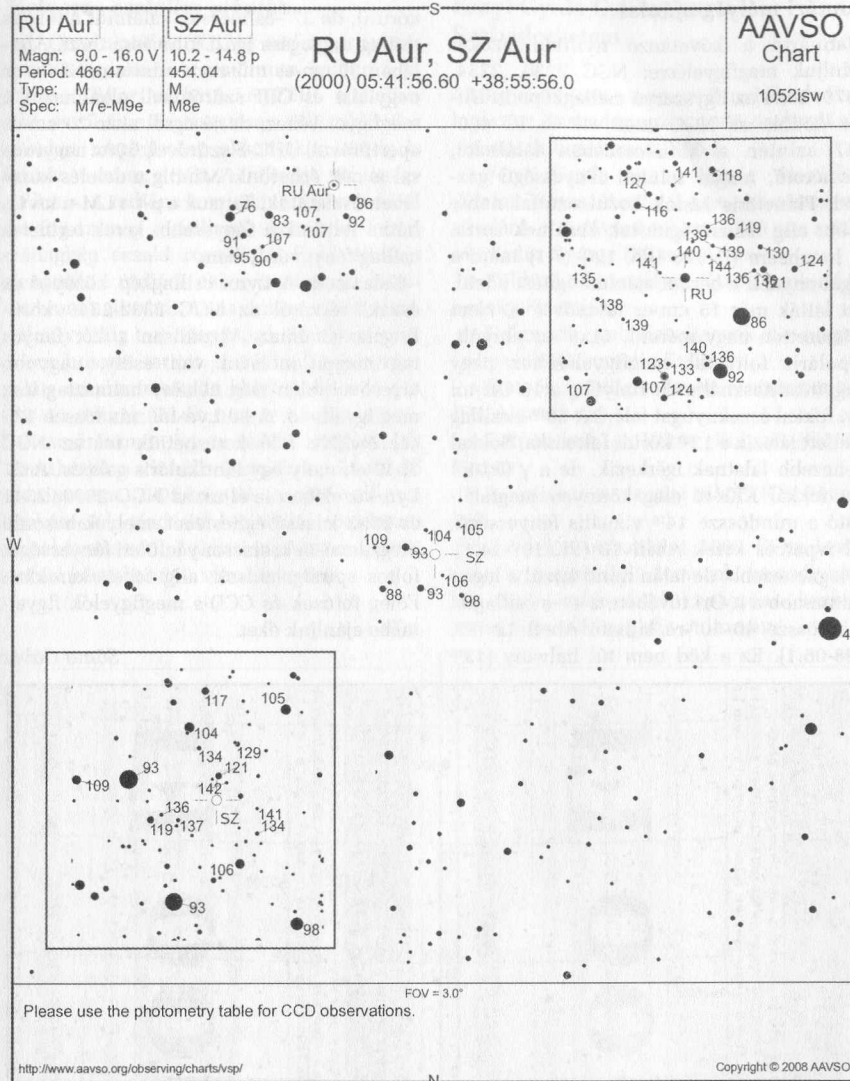 S
RU Aur
Magn: 9.0 - 16.0 V
Period: 466.47
Type: M
Spec: M7e-M9e
SZ Aur
10.2 - 14.8 p
454.04
M
M8e
RU Aur, SZ Aur
(2000) 05:41:56.60 +38:55:56.0
AAVSO
Chart
1052jsw
RU Aur
76
83
107
86
107
92
91
107
95
90
127
141
118
116
136
119
139
140
139
130
141
144
124
135
136
132
121
RU
138
86
139
140
136
123
133
92
107
107
124
W
109
104
105
93
SZ
106
88
93
98
4
117
105
104
134
129
93
121
109
142
SZ
136
141
119
137
134
106
93
98
FOV = 3.0°
Please use the photometry table for CCD observations.
http://www.aavso.org/observing/charts/vsp/
Copyright © 2008 AAVSO
N